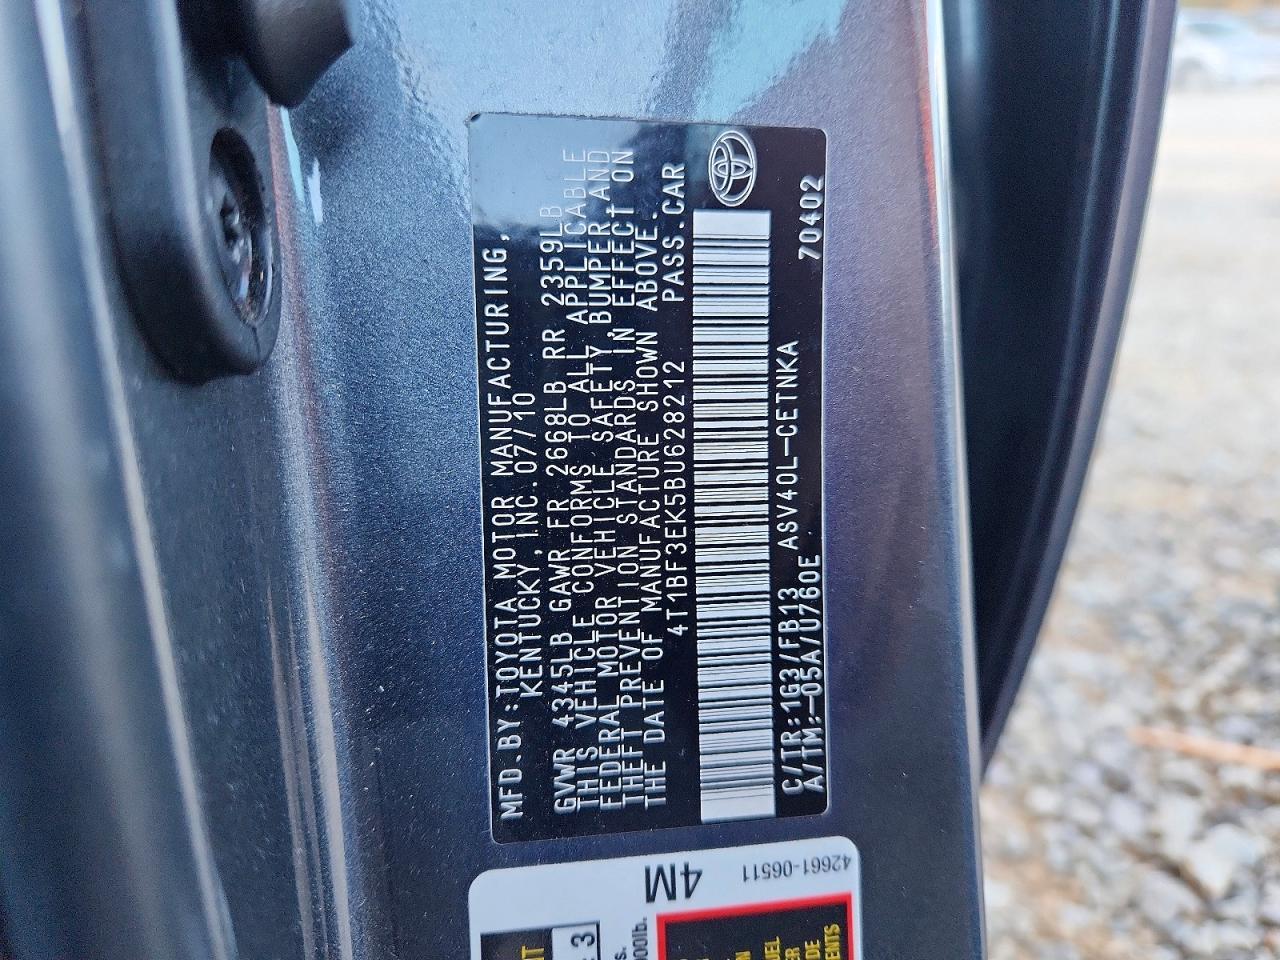 MFD.BY:TOYOTA MOTOR MANUFACTURING,
KENTUCKY, INC.07/10
GVWR 4345LB GAWR FR 2668LB RR 2359LB
THIS VEHICLE CONFORMS TO ALL APPLICABLE
FEDERAL MOTOR VEHICLE SAFETY,BUMPER,AND
THEFT PREVENTION STANDARDS IN EFFECT ON
THE DATE OF MANUFACTURE SHOWN ABOVE.
4T1BF3EK5BU628212 PASS.CAR
C/TR:1G3/FB13 ASV40L-CETNKA
A/TM:-05A/U760E
70402
4M
42661-06511
3
00lb.